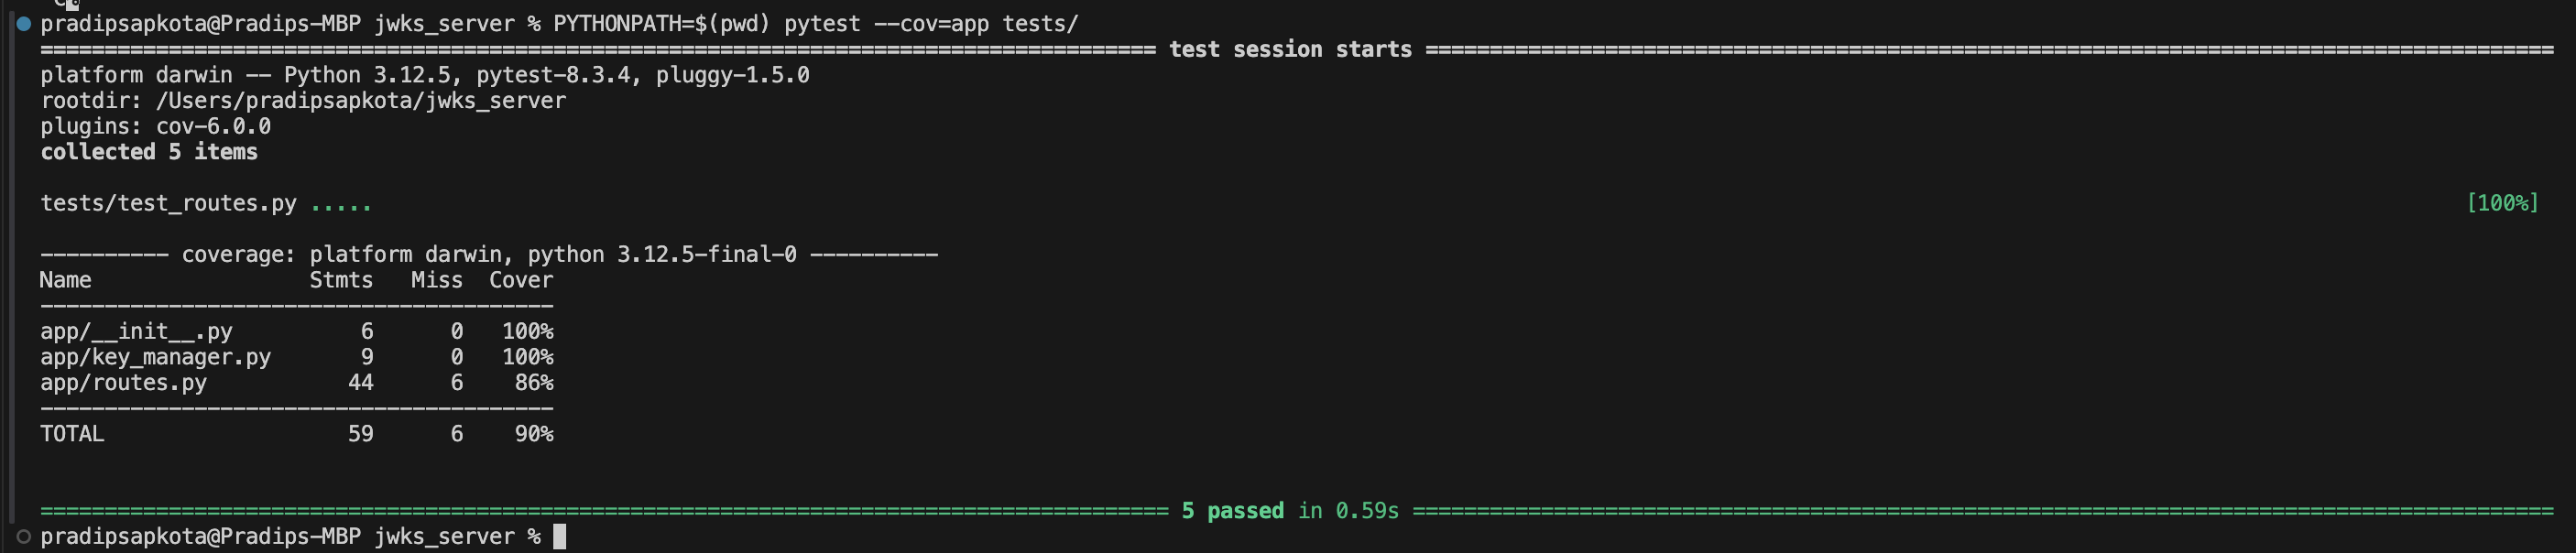 pradipsapkota@Pradips-MBP jwks_server % PYTHONPATH=$(pwd) pytest --cov=app tests/
======================================================================================= test session starts ========================================================================================
platform darwin -- Python 3.12.5, pytest-8.3.4, pluggy-1.5.0
rootdir: /Users/pradipsapkota/jwks_server
plugins: cov-6.0.0
collected 5 items
tests/test_routes.py ..... [100%]
---------- coverage: platform darwin, python 3.12.5-final-0 ----------
Name Stmts Miss Cover
----------------------------------------
app/__init__.py 6 0 100%
app/key_manager.py 9 0 100%
app/routes.py 44 6 86%
----------------------------------------
TOTAL 59 6 90%
======================================================================================== 5 passed in 0.59s =========================================================================================
pradipsapkota@Pradips-MBP jwks_server %